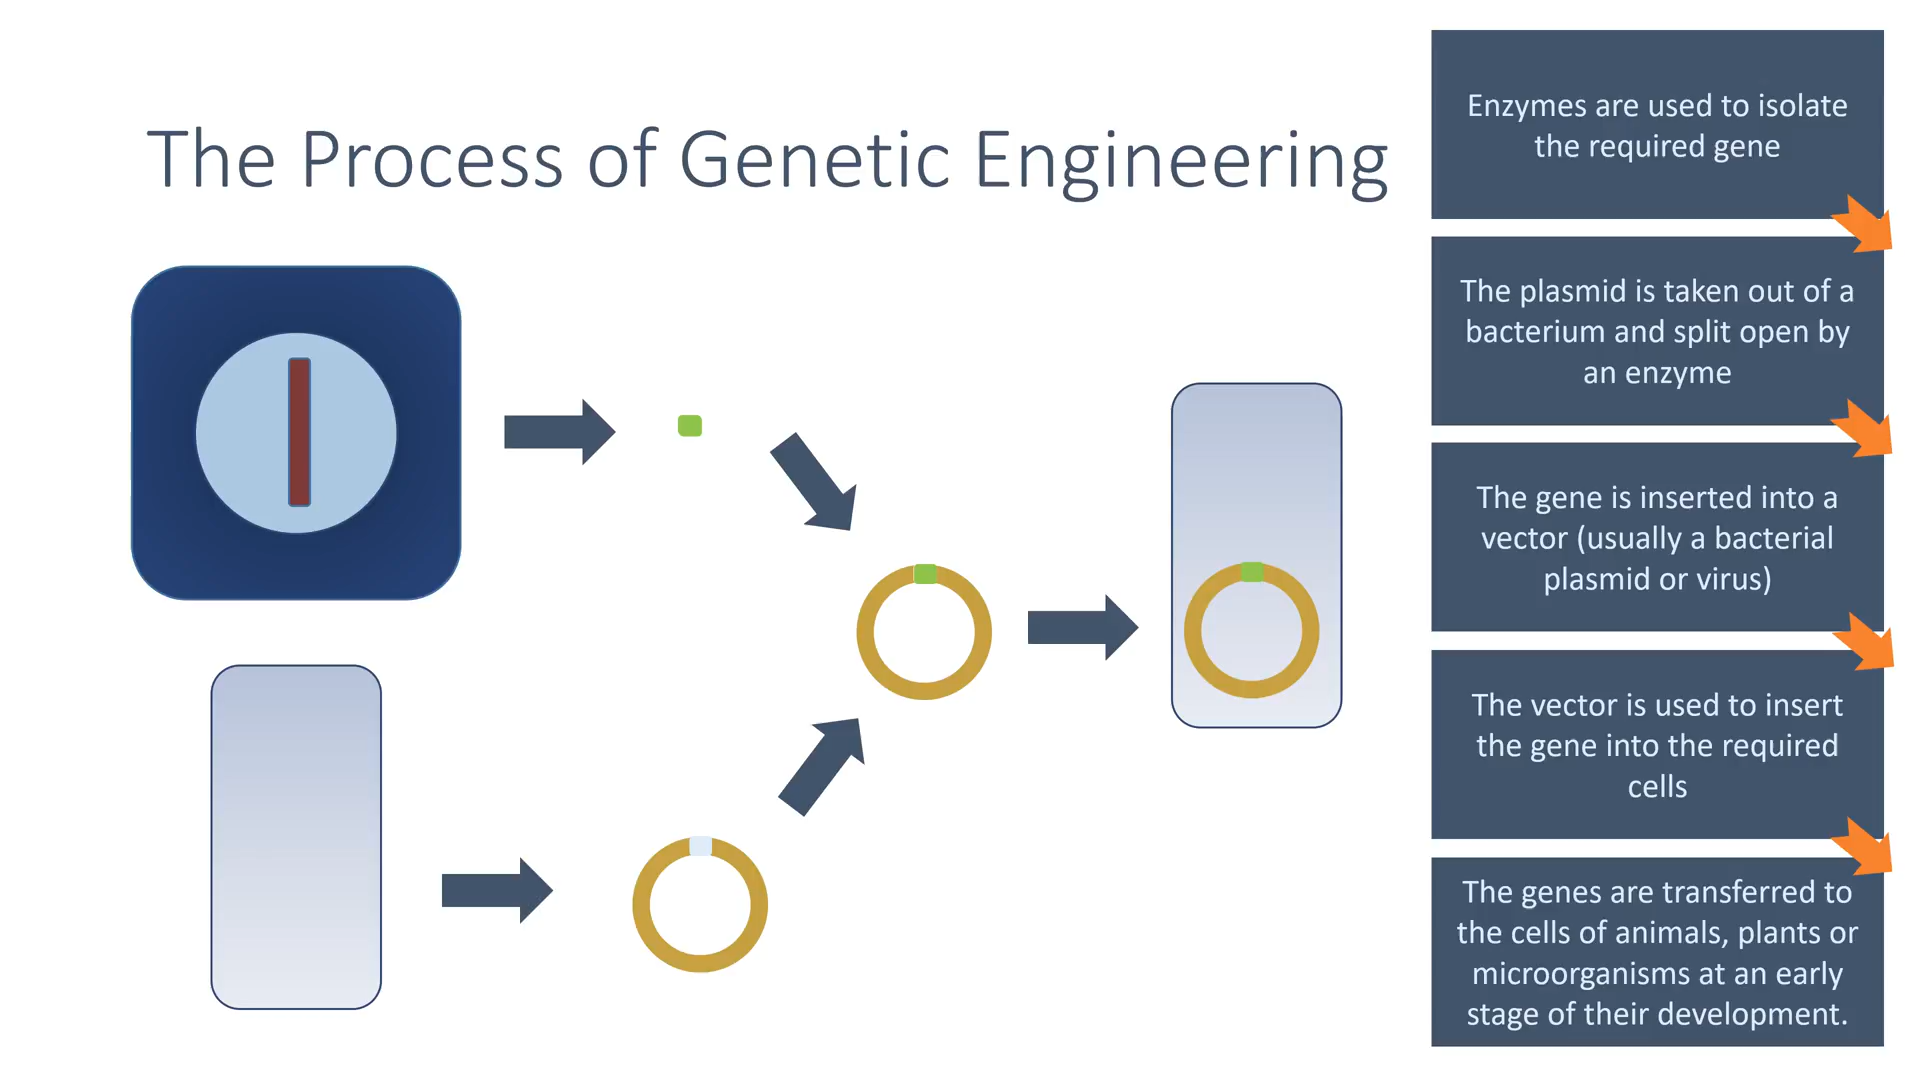 The Process of Genetic Engineering
Enzymes are used to isolate
the required gene
The plasmid is taken out of a
bacterium and split open by
an enzyme
The gene is inserted into a
vector (usually a bacterial
plasmid or virus)
The vector is used to insert
the gene into the required
cells
The genes are transferred to
the cells of animals, plants or
microorganisms at an early
stage of their development.